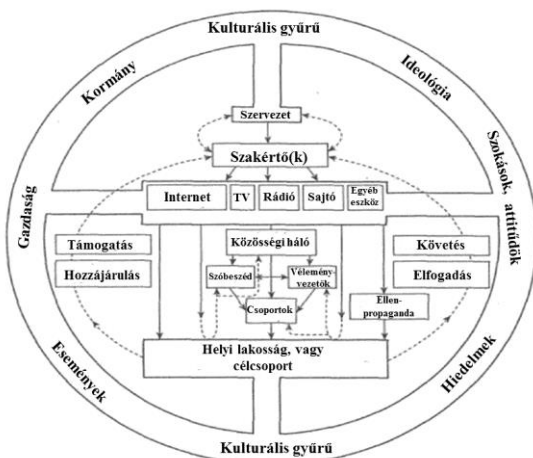 Kulturális gyűrű
Kormány
Ideológia
Szervezet
Szakértő(k)
Szokások, attitűdök
Gazdaság
Internet
TV
Rádió
Sajtó
Egyéb
eszköz
Támogatás
Közösségi háló
Követés
Hozzájárulás
Szóbeszéd
Vélemény
vezetők
Elfogadás
Csoportok
Ellen-
propaganda
Helyi lakosság, vagy
célcsoport
Események
Hiedelmek
Kulturális gyűrű